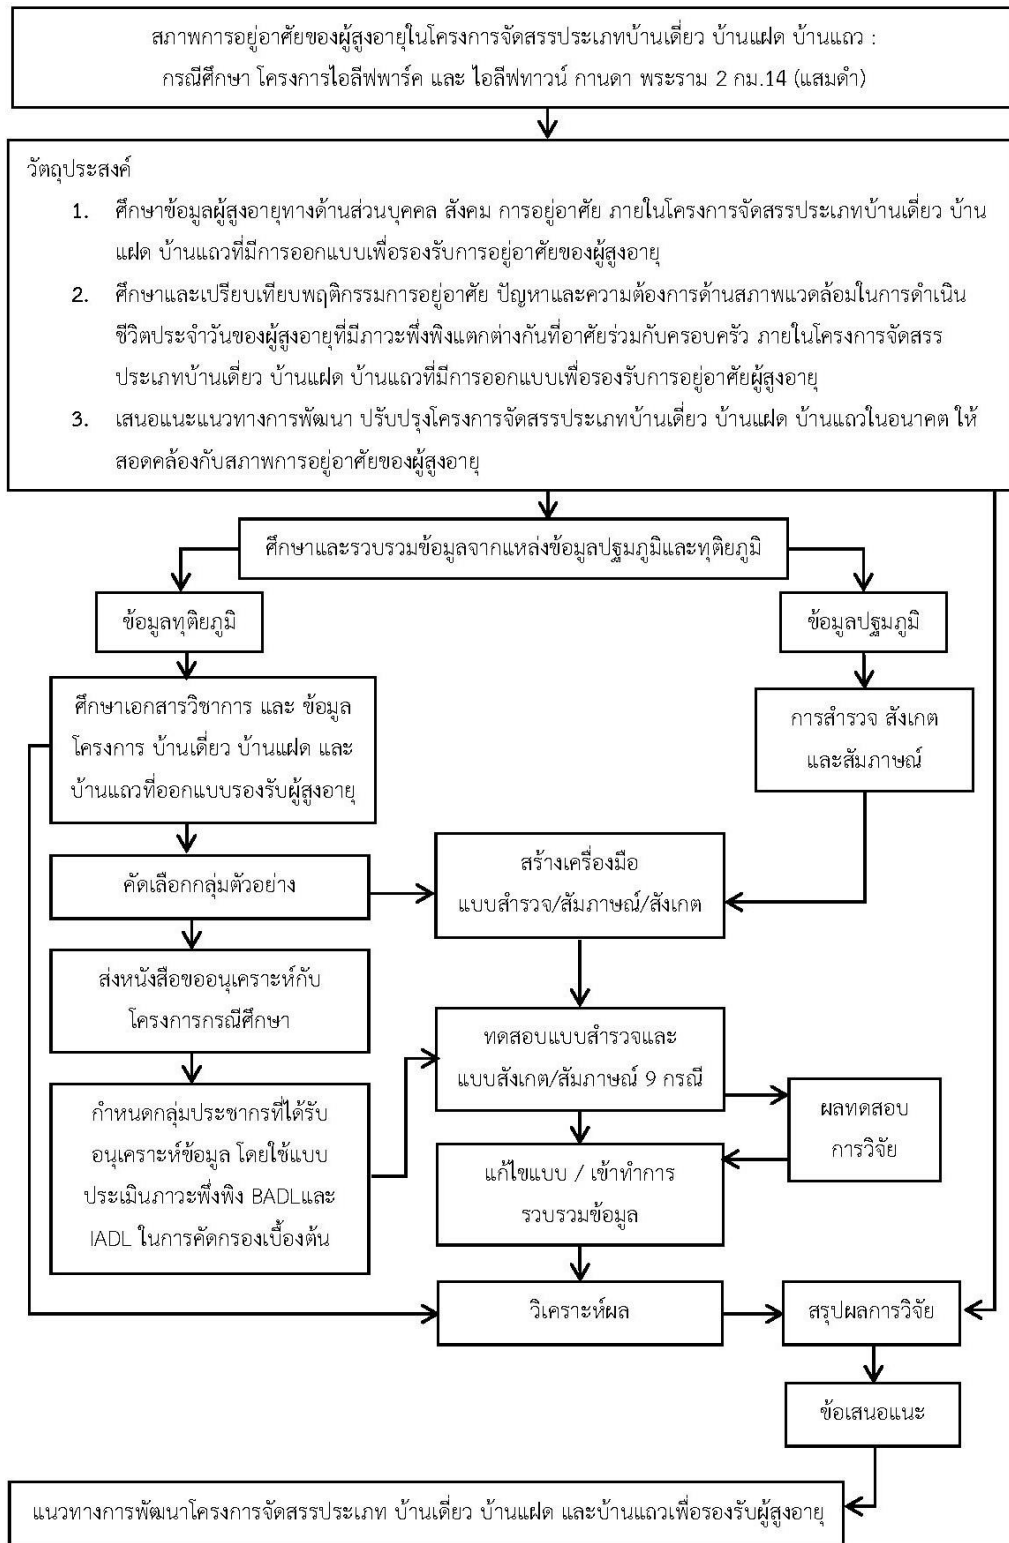 สภาพการอยู่อาศัยของผู้สูงอายุในโครงการจัดสรรประเภทบ้านเดี่ยว บ้านแฝด บ้านแถว :
กรณีศึกษา โครงการไอลีฟพาร์ค และ ไอลีฟทาวน์ กานดา พระราม 2 กม.14 (แสมดำ)
วัตถุประสงค์
1. ศึกษาข้อมูลผู้สูงอายุทางด้านส่วนบุคคล สังคม การอยู่อาศัย ภายในโครงการจัดสรรประเภทบ้านเดี่ยว บ้าน
แฝด บ้านแถวที่มีการออกแบบเพื่อรองรับการอยู่อาศัยของผู้สูงอายุ
2. ศึกษาและเปรียบเทียบพฤติกรรมการอยู่อาศัย ปัญหาและความต้องการด้านสภาพแวดล้อมในการดำเนิน
ชีวิตประจำวันของผู้สูงอายุที่มีภาวะพึ่งพิงแตกต่างกันที่อาศัยร่วมกับครอบครัว ภายในโครงการจัดสรร
ประเภทบ้านเดี่ยว บ้านแฝด บ้านแถวที่มีการออกแบบเพื่อรองรับการอยู่อาศัยผู้สูงอายุ
3. เสนอแนะแนวทางการพัฒนา ปรับปรุงโครงการจัดสรรประเภทบ้านเดี่ยว บ้านแฝด บ้านแถวในอนาคต ให้
สอดคล้องกับสภาพการอยู่อาศัยของผู้สูงอายุ
ศึกษาและรวบรวมข้อมูลจากแหล่งข้อมูลปฐมภูมิและทุติยภูมิ
ข้อมูลทุติยภูมิ
ข้อมูลปฐมภูมิ
ศึกษาเอกสารวิชาการ และ ข้อมูล
โครงการ บ้านเดี่ยว บ้านแฝด และ
บ้านแถวที่ออกแบบรองรับผู้สูงอายุ
การสำรวจ สังเกต
และสัมภาษณ์
คัดเลือกกลุ่มตัวอย่าง
สร้างเครื่องมือ
แบบสำรวจ/สัมภาษณ์/สังเกต
ส่งหนังสือขออนุเคราะห์กับ
โครงการกรณีศึกษา
ทดสอบแบบสำรวจและ
แบบสังเกต/สัมภาษณ์ 9 กรณี
กำหนดกลุ่มประชากรที่ได้รับ
อนุเคราะห์ข้อมูล โดยใช้แบบ
ประเมินภาวะพึ่งพิง BADLและ
IADL ในการคัดกรองเบื้องต้น
ผลทดสอบ
การวิจัย
แก้ไขแบบ / เข้าทำการ
รวบรวมข้อมูล
วิเคราะห์ผล
สรุปผลการวิจัย
ข้อเสนอแนะ
แนวทางการพัฒนาโครงการจัดสรรประเภท บ้านเดี่ยว บ้านแฝด และบ้านแถวเพื่อรองรับผู้สูงอายุ